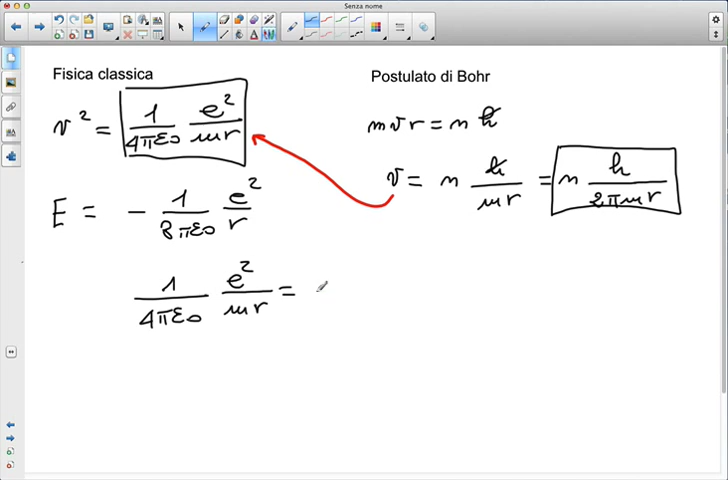 Senza nome
Fisica classica
Postulato di Bohr
v² = 1/4πε₀ e²/mr
mvr = nħ
v = n ħ/mr = n h/2πmr
E = − 1/8πε₀ e²/r
1/4πε₀ e²/mr =